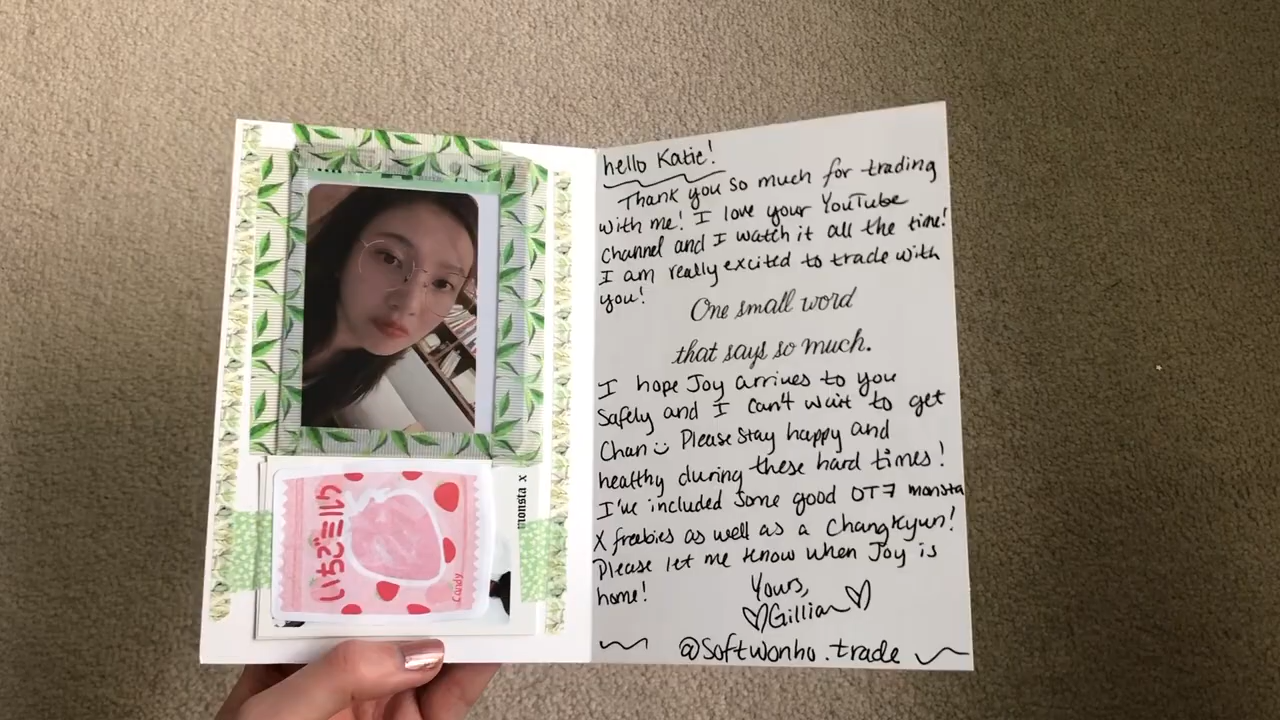 monsta x
いちごミルク
Candy
hello Katie!
Thank you so much for trading
with me! I love your YouTube
Channel and I watch it all the time!
I am really excited to trade with
you!
One small word
that says so much.
I hope Joy arrives to you
safely and I can't wait to get
Chan Please stay happy and
healthy during these hard times!
I've included some good OT7 monsta
X freebies as well as a Changkyun!
Please let me know when Joy is
home!
Yours,
♡Gillian♡
@softwonho.trade